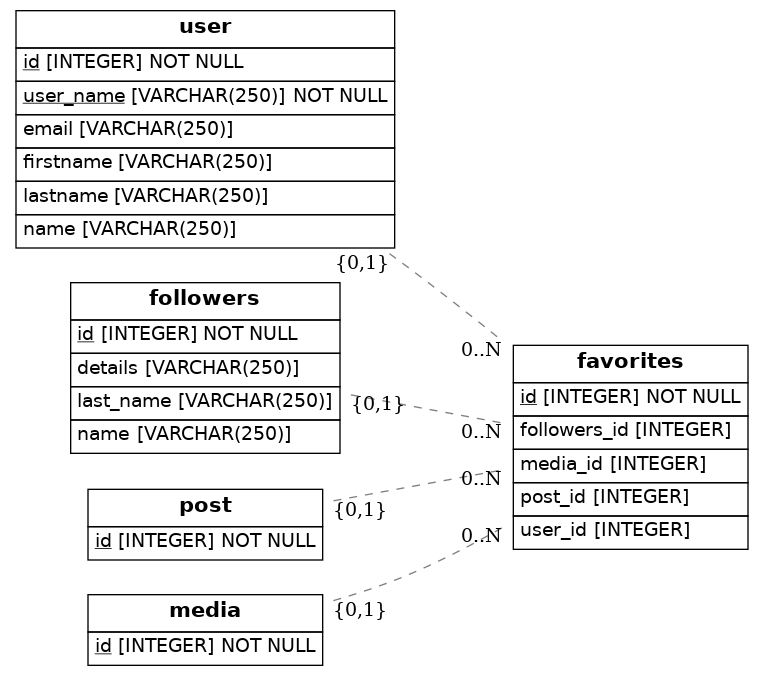 user
id [INTEGER] NOT NULL
user_name [VARCHAR(250)] NOT NULL
email [VARCHAR(250)]
firstname [VARCHAR(250)]
lastname [VARCHAR(250)]
name [VARCHAR(250)]
{0,1}
followers
id [INTEGER] NOT NULL
details [VARCHAR(250)]
last_name [VARCHAR(250)]
name [VARCHAR(250)]
{0,1}
post
id [INTEGER] NOT NULL
{0,1}
media
id [INTEGER] NOT NULL
{0,1}
0..N
0..N
0..N
0..N
favorites
id [INTEGER] NOT NULL
followers_id [INTEGER]
media_id [INTEGER]
post_id [INTEGER]
user_id [INTEGER]